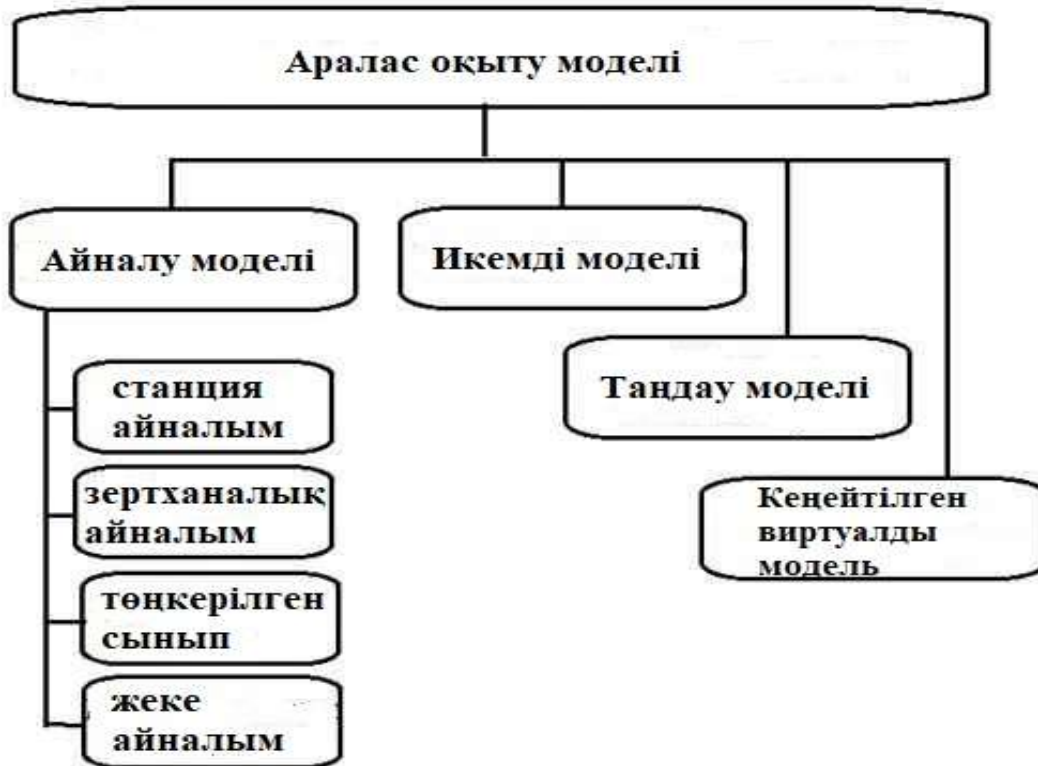 Аралас оқыту моделі
Айналу моделі
Икемді моделі
Таңдау моделі
Кеңейтілген
виртуалды
модель
станция
айналым
зертханалық
айналым
төңкерілген
сынып
жеке
айналым